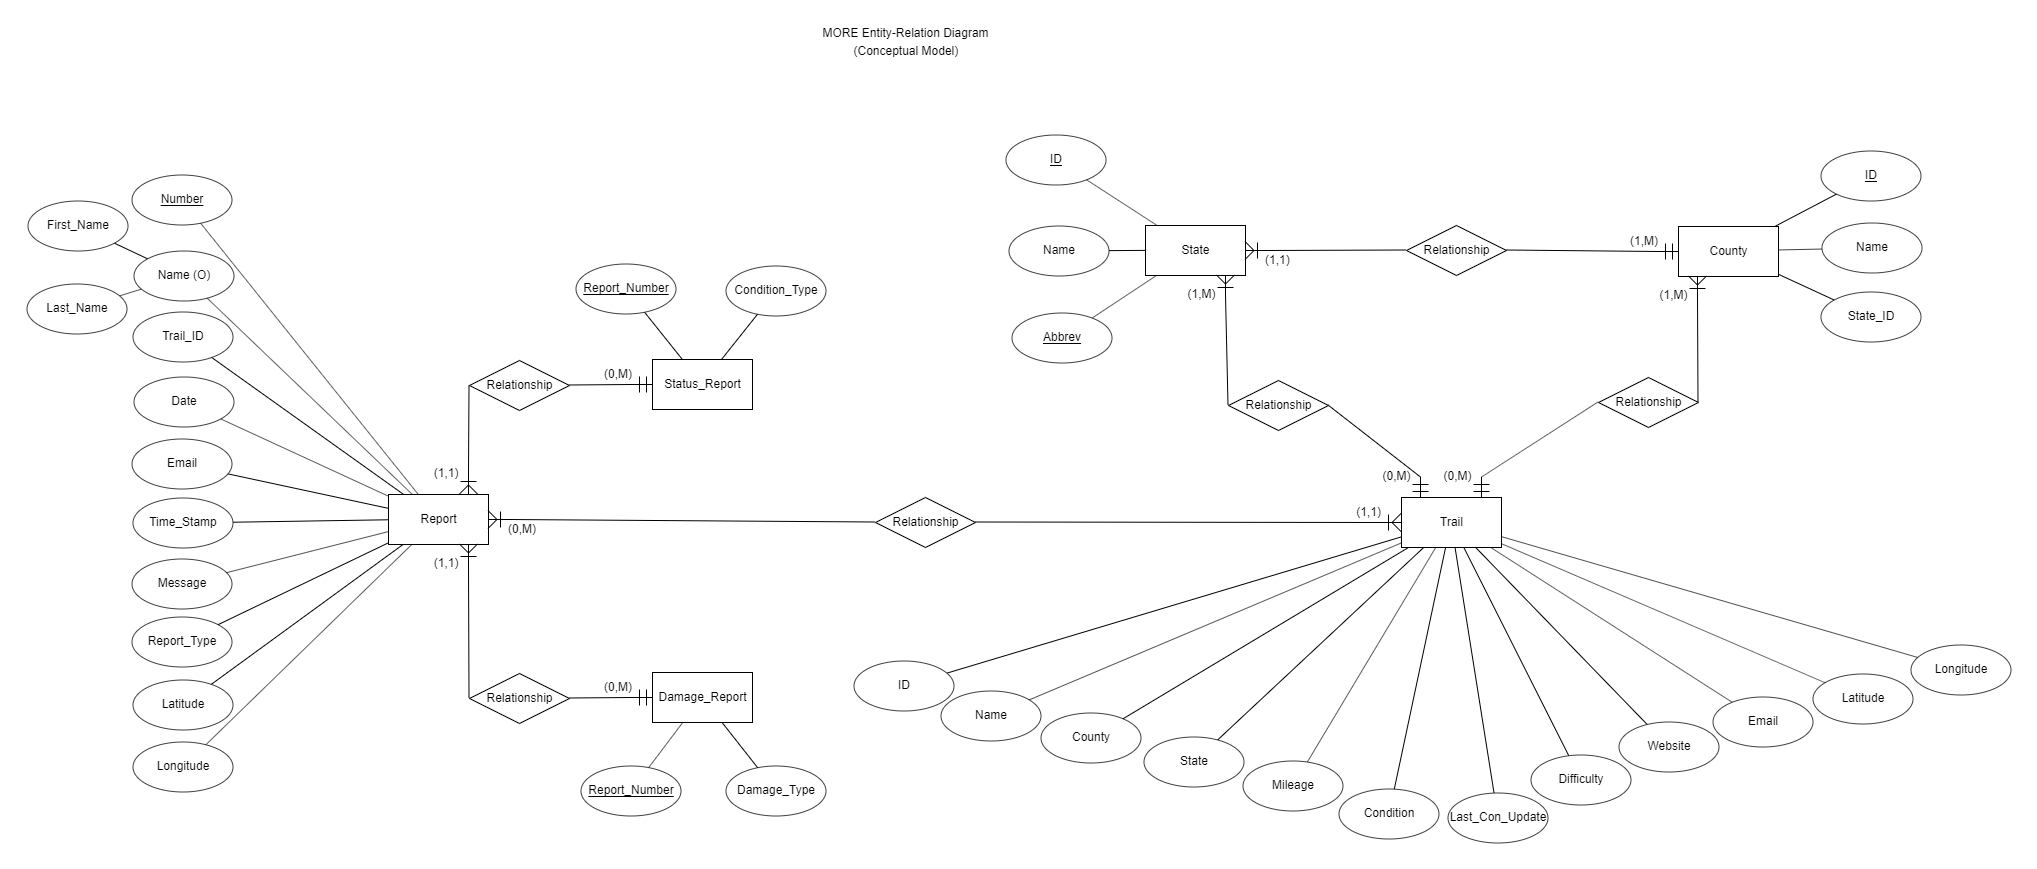 MORE Entity-Relation Diagram
(Conceptual Model)
Number
First_Name
Name (O)
Last_Name
Trail_ID
Date
Email
Time_Stamp
Message
Report_Type
Latitude
Longitude
Report
(1,1)
(0,M)
(1,1)
Relationship
(0,M)
Status_Report
Report_Number
Condition_Type
Relationship
(0,M)
Damage_Report
Report_Number
Damage_Type
Relationship
(1,1)
ID
Name
Abbrev
State
(1,1)
(1,M)
Relationship
(1,M)
County
(1,M)
ID
Name
State_ID
Relationship
Relationship
(0,M)
(0,M)
Trail
ID
Name
County
State
Mileage
Condition
Last_Con_Update
Difficulty
Website
Email
Latitude
Longitude